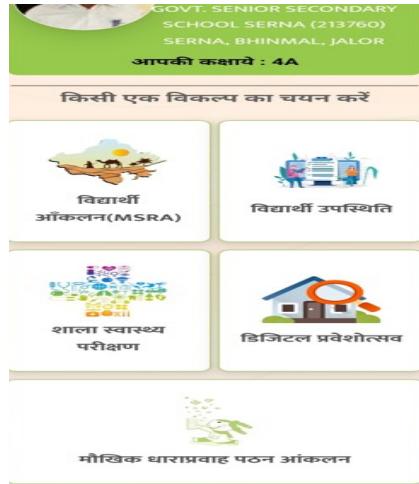 GOVT. SENIOR SECONDARY
SCHOOL SERNA (213760)
SERNA, BHINMAL, JALOR
आपकी कक्षाये : 4A
किसी एक विकल्प का चयन करें
विद्यार्थी
आँकलन(MSRA)
विद्यार्थी उपस्थिति
शाला स्वास्थ्य
परीक्षण
डिजिटल प्रवेशोत्सव
मौखिक धाराप्रवाह पठन आंकलन